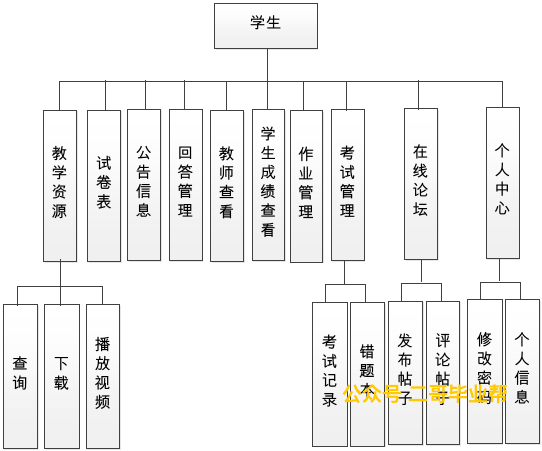 学生
教学资源
试卷表
公告信息
回答管理
教师查看
学生成绩查看
作业管理
考试管理
在线论坛
个人中心
查询
下载
播放视频
考试记录
错题本
发布帖子
评论帖子
修改密码
个人信息
公众号 二哥毕业帮